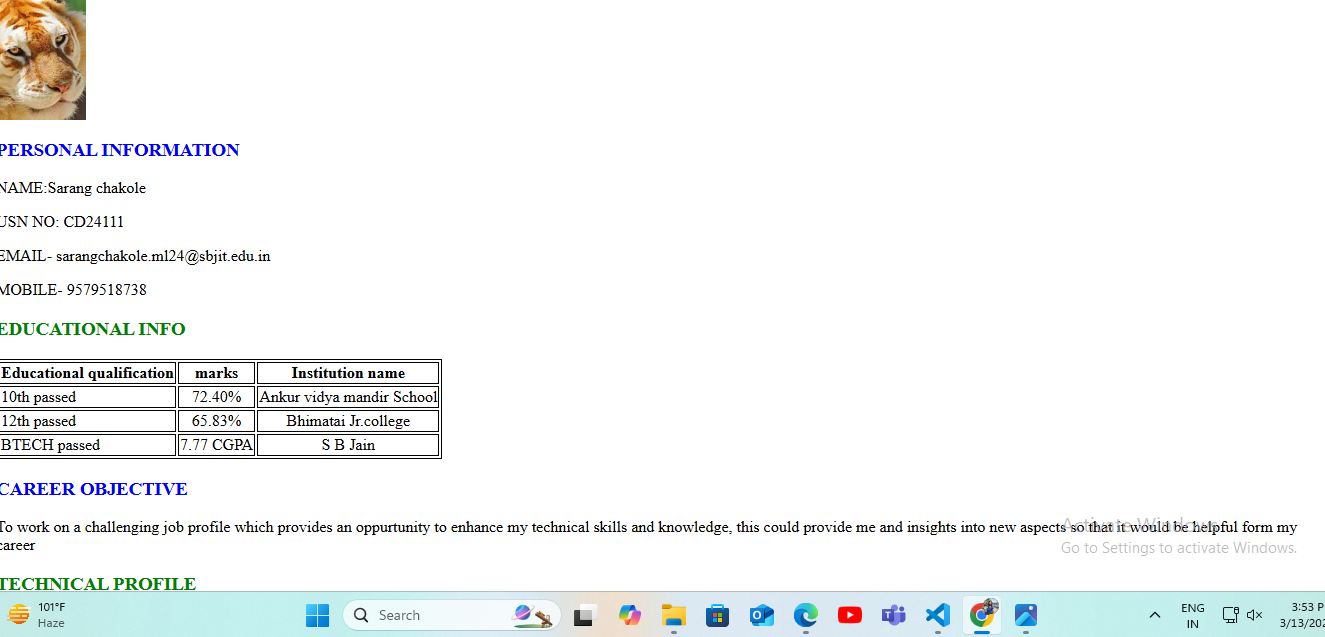 PERSONAL INFORMATION
NAME:Sarang chakole
USN NO: CD24111
EMAIL- sarangchakole.ml24@sbjit.edu.in
MOBILE- 9579518738
EDUCATIONAL INFO
Educational qualification marks Institution name
10th passed 72.40% Ankur vidya mandir School
12th passed 65.83% Bhimatai Jr.college
BTECH passed 7.77 CGPA S B Jain
CAREER OBJECTIVE
To work on a challenging job profile which provides an oppurtunity to enhance my technical skills and knowledge, this could provide me and insights into new aspects so that it would be helpful form my
career
Activate Windows
Go to Settings to activate Windows.
TECHNICAL PROFILE
101°F
Haze
Search
ENG
IN
3:53 P
3/13/202